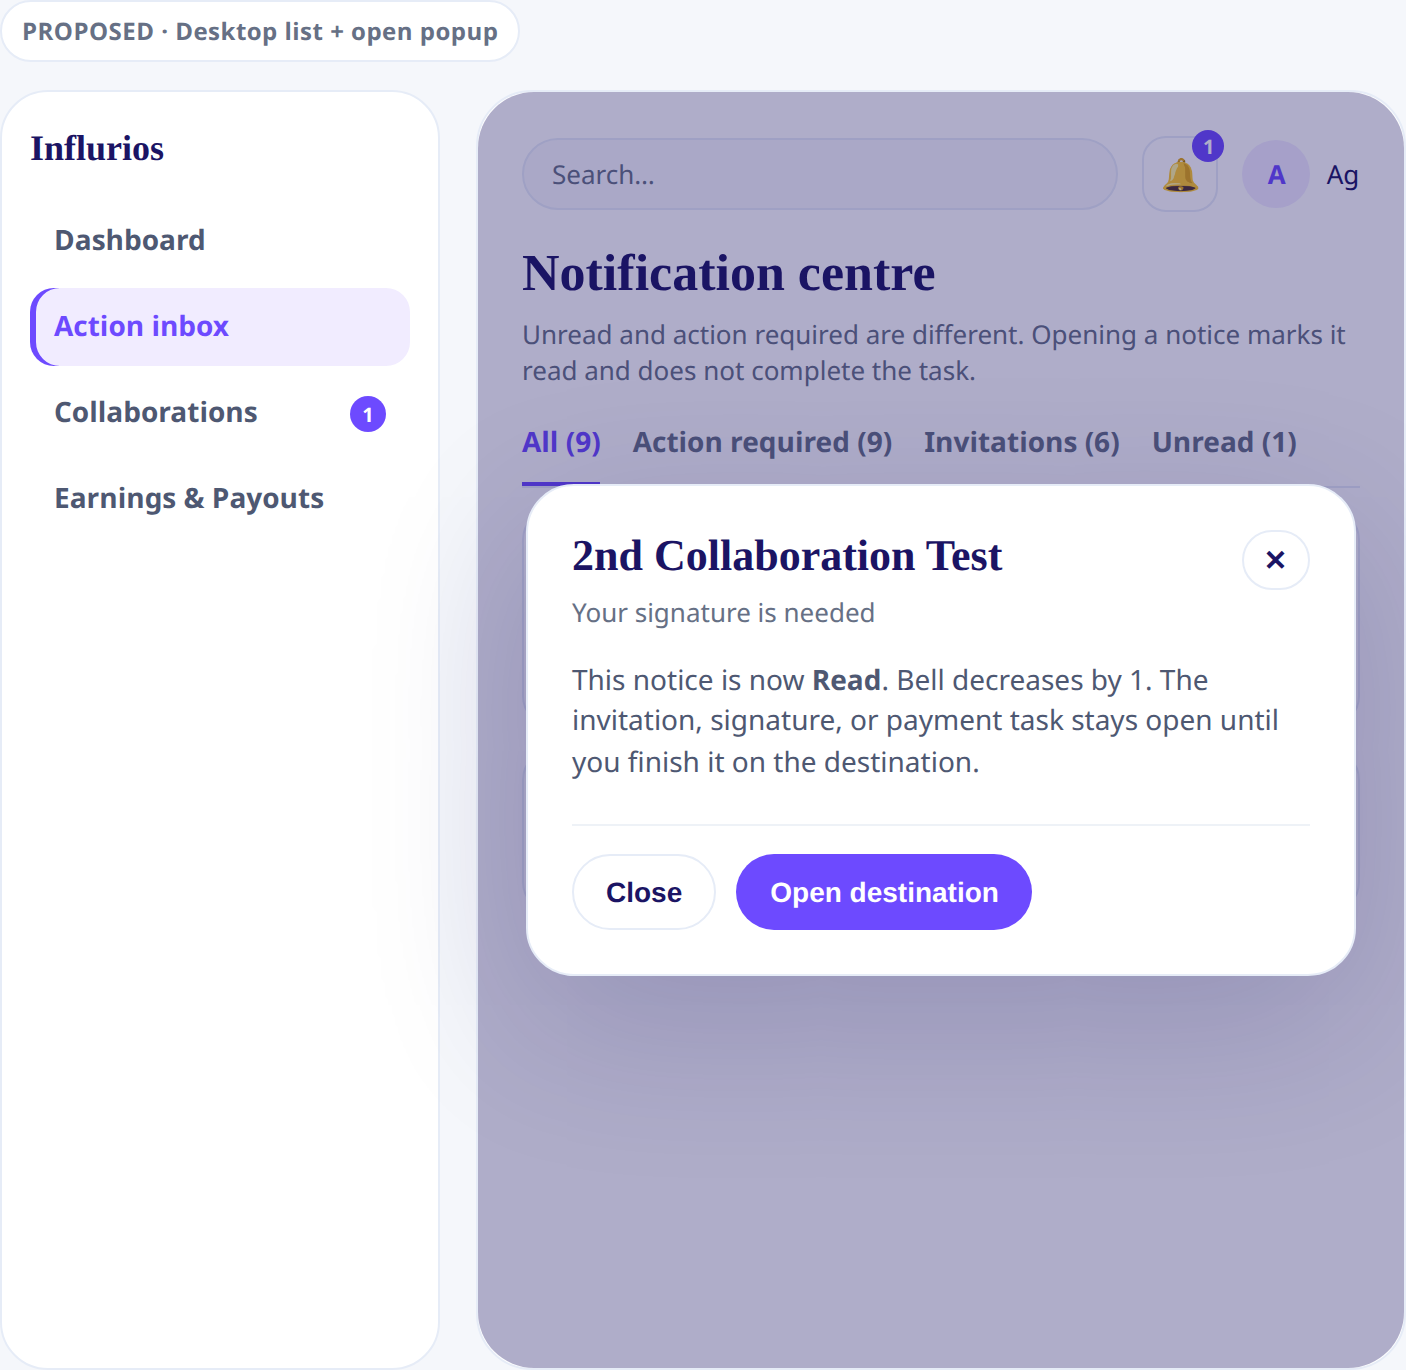 PROPOSED · Desktop list + open popup
Influrios
Dashboard
Action inbox
Collaborations 1
Earnings & Payouts
Search...
1
A Ag
Notification centre
Unread and action required are different. Opening a notice marks it
read and does not complete the task.
All (9) Action required (9) Invitations (6) Unread (1)
2nd Collaboration Test
✕
Your signature is needed
This notice is now Read. Bell decreases by 1. The
invitation, signature, or payment task stays open until
you finish it on the destination.
Close Open destination